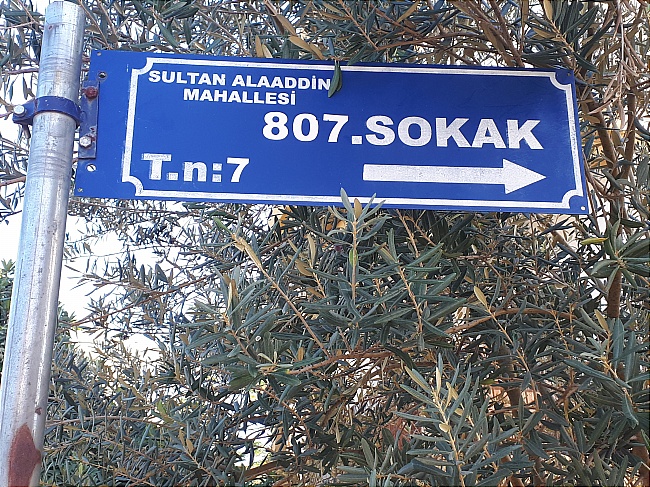 SULTAN ALAADDİN
MAHALLESİ
807.SOKAK
T.n:7